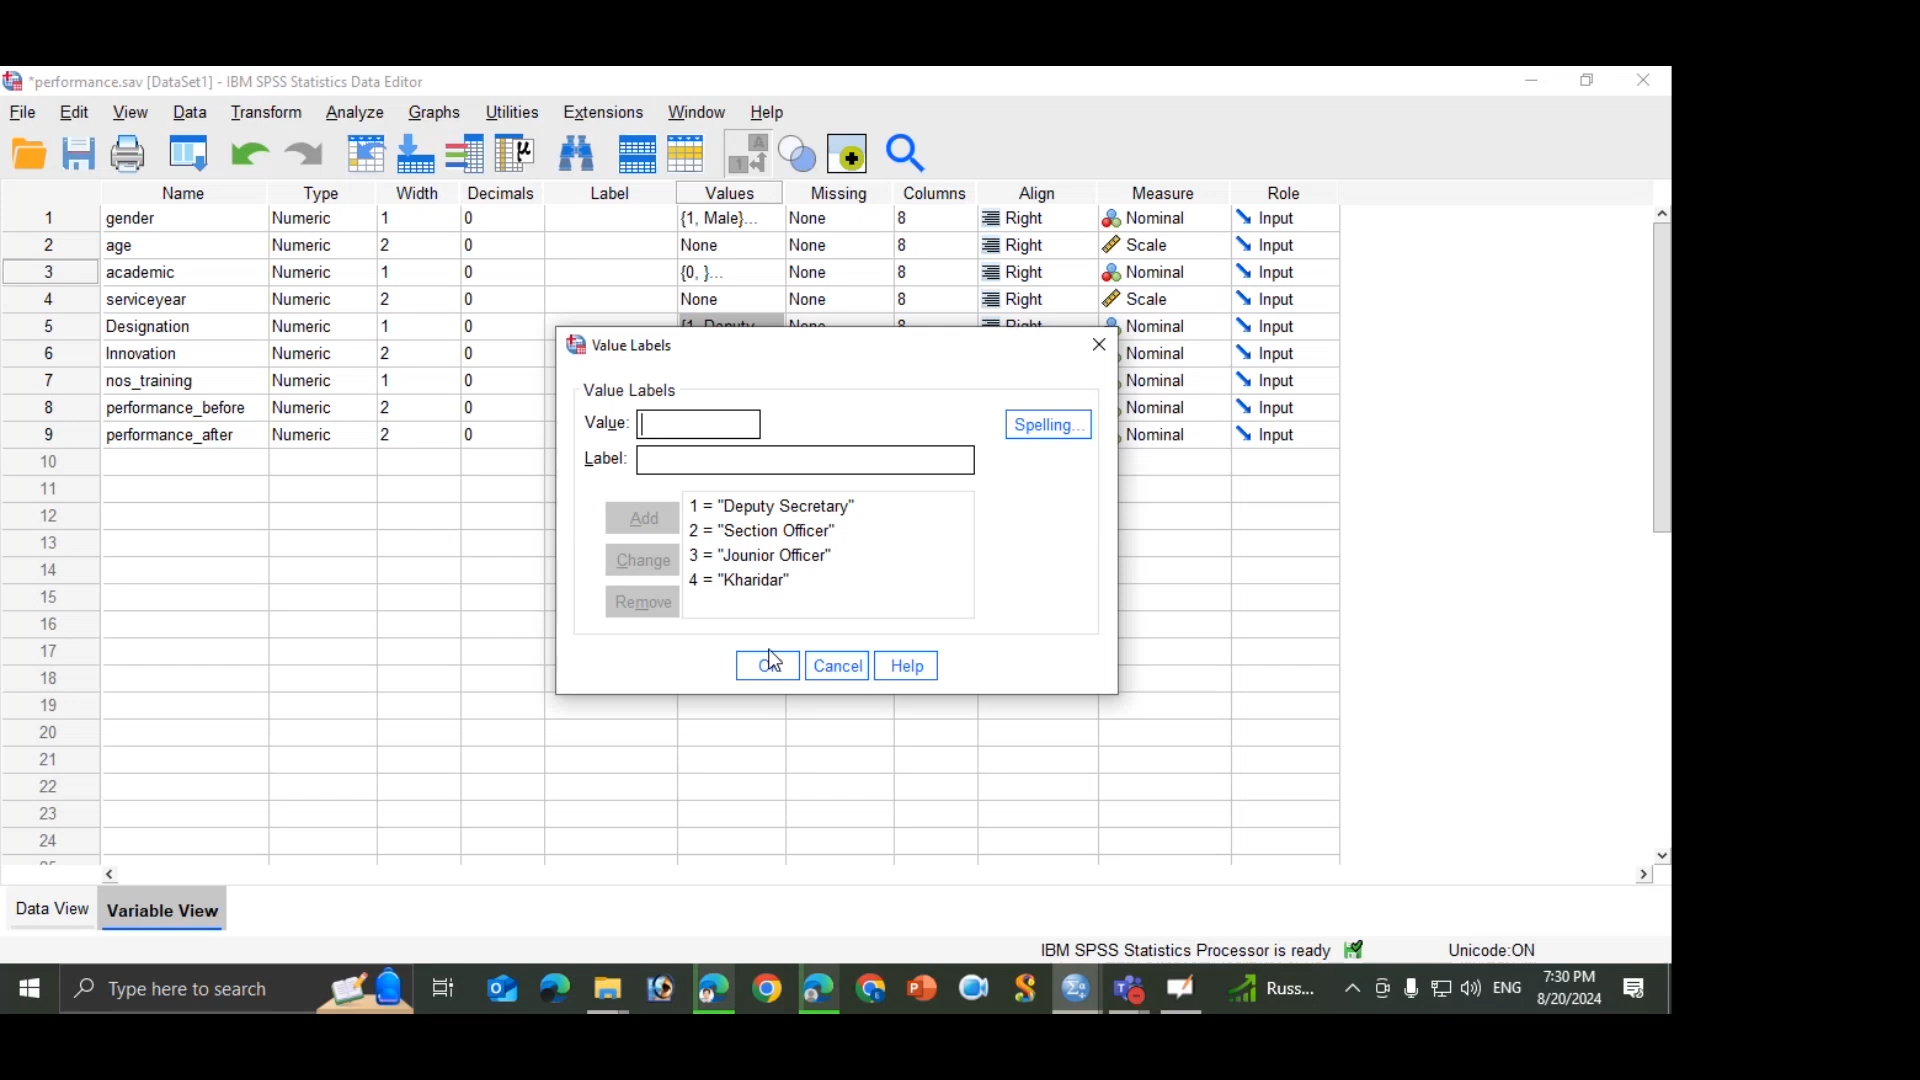 *performance.sav [DataSet1] - IBM SPSS Statistics Data Editor
File Edit View Data Transform Analyze Graphs Utilities Extensions Window Help
Name Type Width Decimals Label Values Missing Columns Align Measure Role
1 gender Numeric 1 0 {1, Male}... None 8 Right Nominal Input
2 age Numeric 2 0 None None 8 Right Scale Input
3 academic Numeric 1 0 {0, }... None 8 Right Nominal Input
4 serviceyear Numeric 2 0 None None 8 Right Scale Input
5 Designation Numeric 1 0 {1, Deputy None 8 Right Nominal Input
6 Innovation Numeric 2 0 Nominal Input
7 nos_training Numeric 1 0 Nominal Input
8 performance_before Numeric 2 0 Nominal Input
9 performance_after Numeric 2 0 Nominal Input
10
11
12
13
14
15
16
17
18
19
20
21
22
23
24
25
Value Labels
Value Labels
Value:
Spelling...
Label:
Add
Change
Remove
1 = "Deputy Secretary"
2 = "Section Officer"
3 = "Jounior Officer"
4 = "Kharidar"
Cancel Help
Data View Variable View
IBM SPSS Statistics Processor is ready Unicode:ON
Type here to search
Russ...
ENG
7:30 PM
8/20/2024